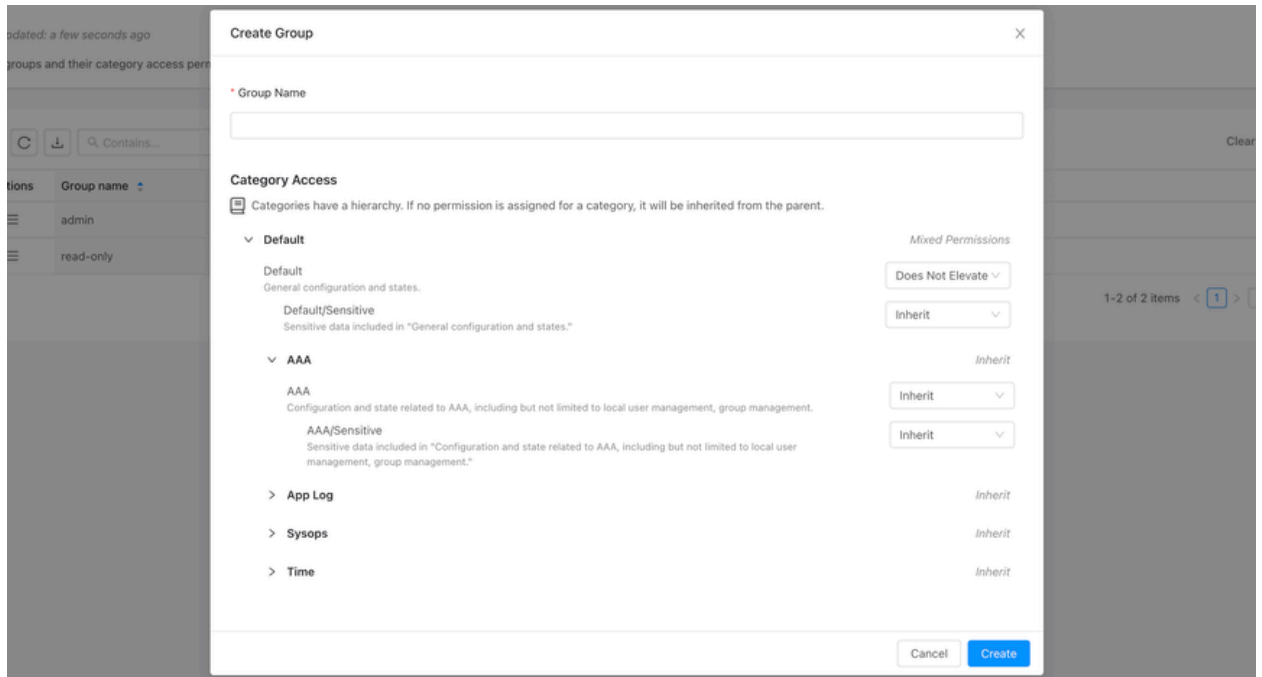 Create Group
pdated: a few seconds ago
groups and their category access perm
* Group Name
Contains...
Clear
tions Group name
admin
read-only
1-2 of 2 items < 1 >
Category Access
Categories have a hierarchy. If no permission is assigned for a category, it will be inherited from the parent.
Default Mixed Permissions
Default Does Not Elevate
General configuration and states.
Default/Sensitive Inherit
Sensitive data included in "General configuration and states."
AAA Inherit
AAA Inherit
Configuration and state related to AAA, including but not limited to local user management, group management.
AAA/Sensitive Inherit
Sensitive data included in "Configuration and state related to AAA, including but not limited to local user
management, group management."
App Log Inherit
Sysops Inherit
Time Inherit
Cancel Create